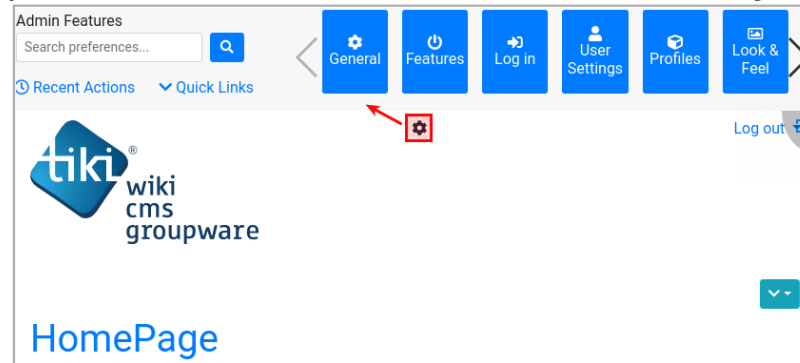 Admin Features
Search preferences...
Recent Actions
Quick Links
General
Features
Log in
User
Settings
Profiles
Look &
Feel
Log out
tiki®
wiki
cms
groupware
HomePage